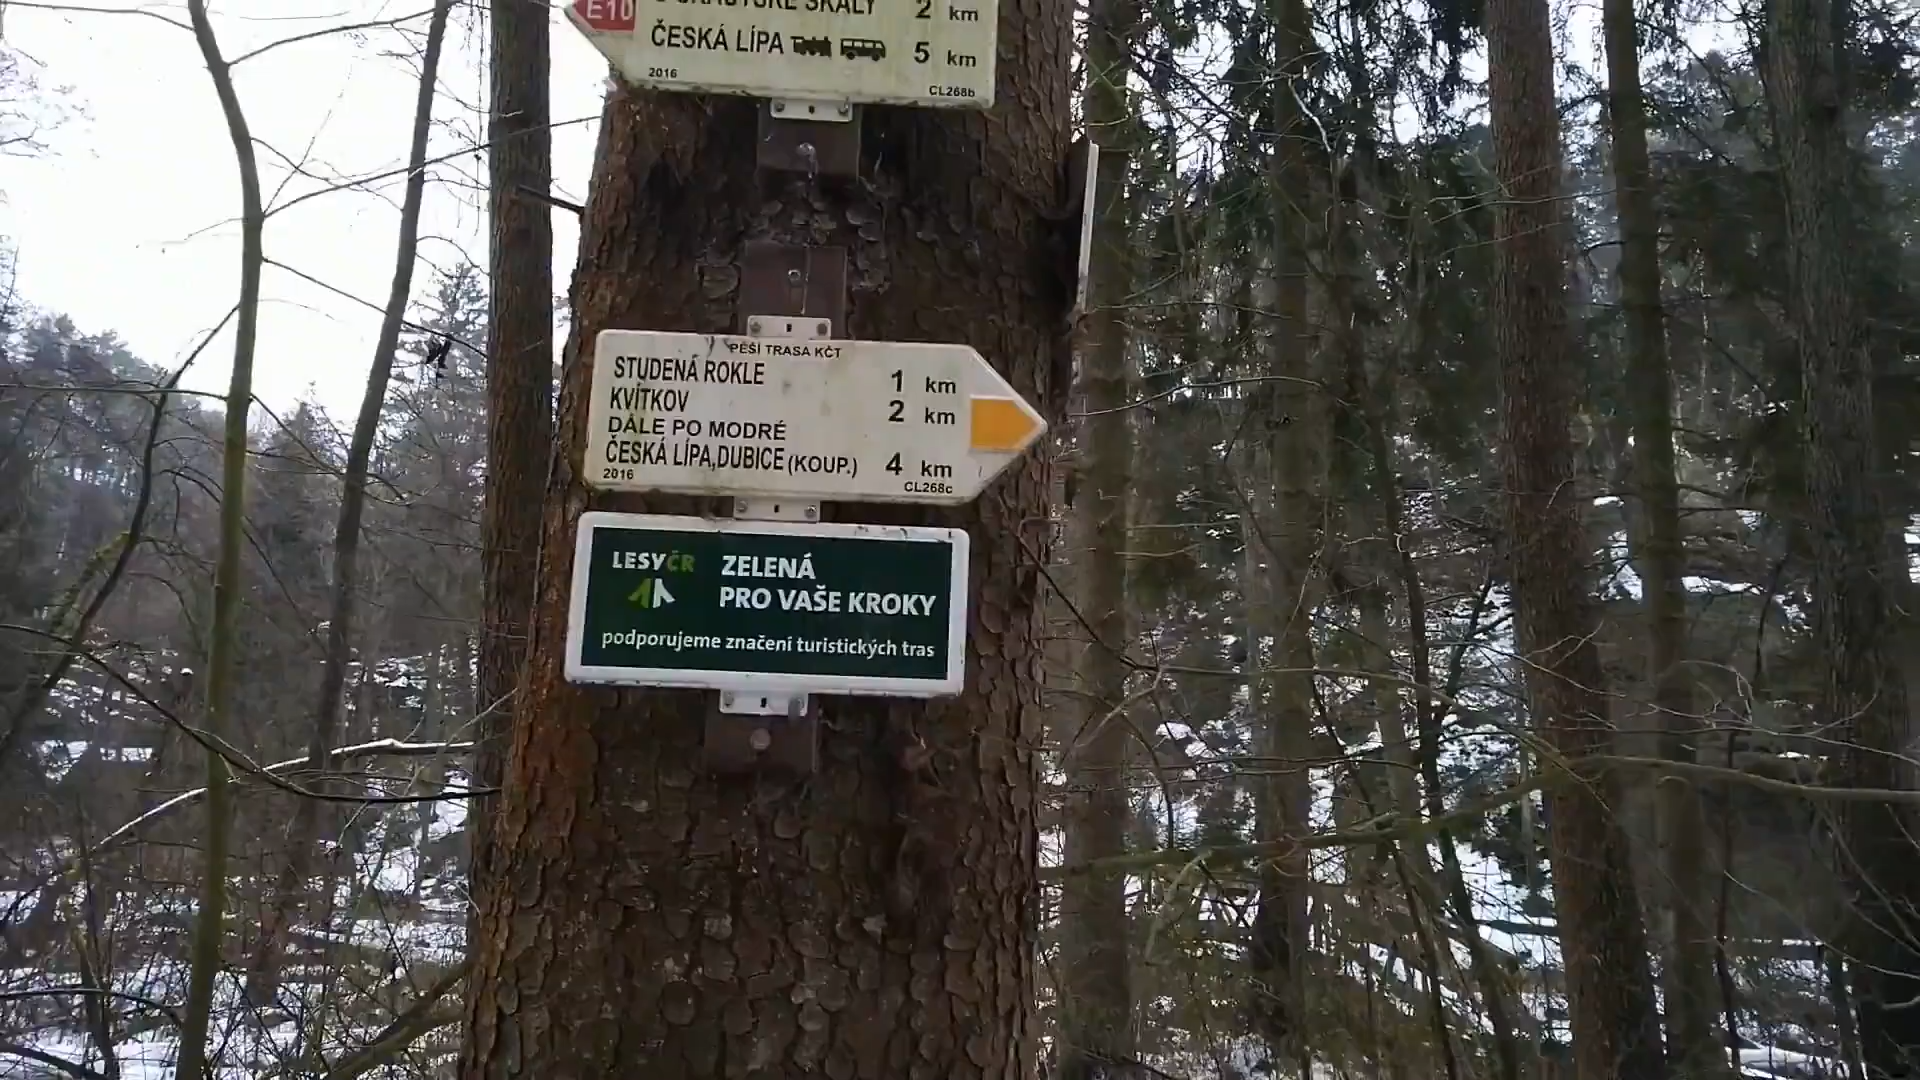 E10
SKÁLY 2 km
ČESKÁ LÍPA 5 km
2016 CL268b
PĚŠÍ TRASA KČT
STUDENÁ ROKLE 1 km
KVÍTKOV 2 km
DÁLE PO MODRÉ
ČESKÁ LÍPA,DUBICE (KOUP.) 4 km
2016 CL268c
LESYČR
ZELENÁ
PRO VAŠE KROKY
podporujeme značení turistických tras